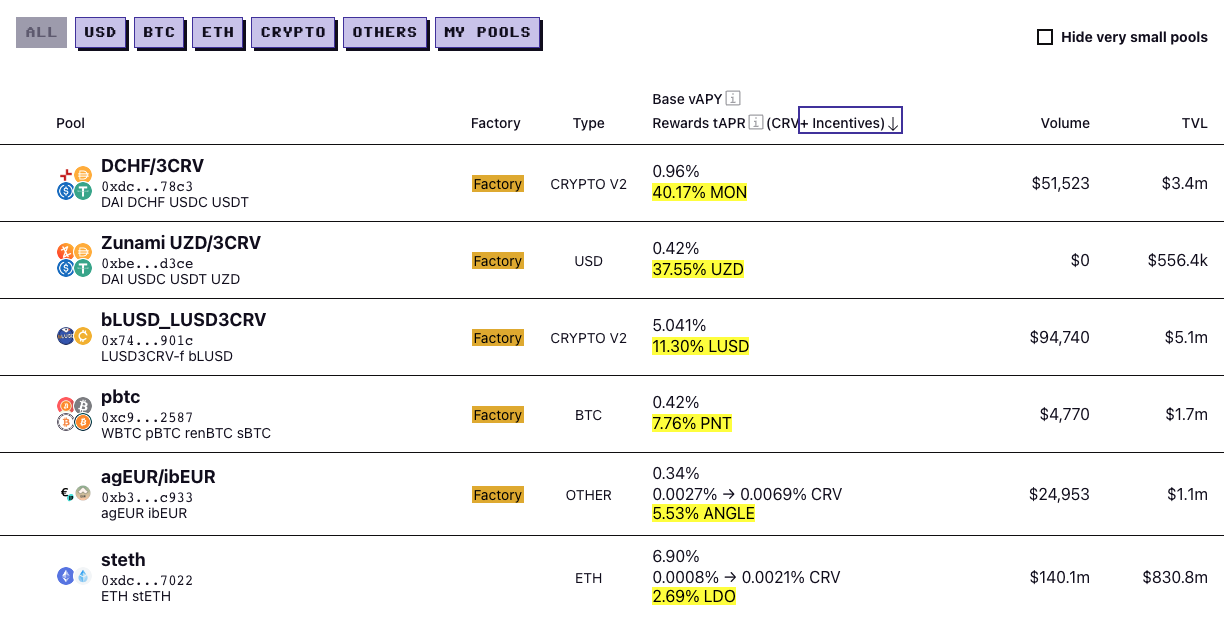 ALL USD BTC ETH CRYPTO OTHERS MY POOLS
Hide very small pools
Base vAPY
Pool Factory Type Rewards tAPR (CRV + Incentives) ↓ Volume TVL
DCHF/3CRV
0xdc...78c3
DAI DCHF USDC USDT
Factory CRYPTO V2
0.96%
40.17% MON
$51,523 $3.4m
Zunami UZD/3CRV
0xbe...d3ce
DAI USDC USDT UZD
Factory USD
0.42%
37.55% UZD
$0 $556.4k
bLUSD_LUSD3CRV
0x74...901c
LUSD3CRV-f bLUSD
Factory CRYPTO V2
5.041%
11.30% LUSD
$94,740 $5.1m
pbtc
0xc9...2587
WBTC pBTC renBTC sBTC
Factory BTC
0.42%
7.76% PNT
$4,770 $1.7m
agEUR/ibEUR
0xb3...c933
agEUR ibEUR
Factory OTHER
0.34%
0.0027% → 0.0069% CRV
5.53% ANGLE
$24,953 $1.1m
steth
0xdc...7022
ETH stETH
ETH
6.90%
0.0008% → 0.0021% CRV
2.69% LDO
$140.1m $830.8m